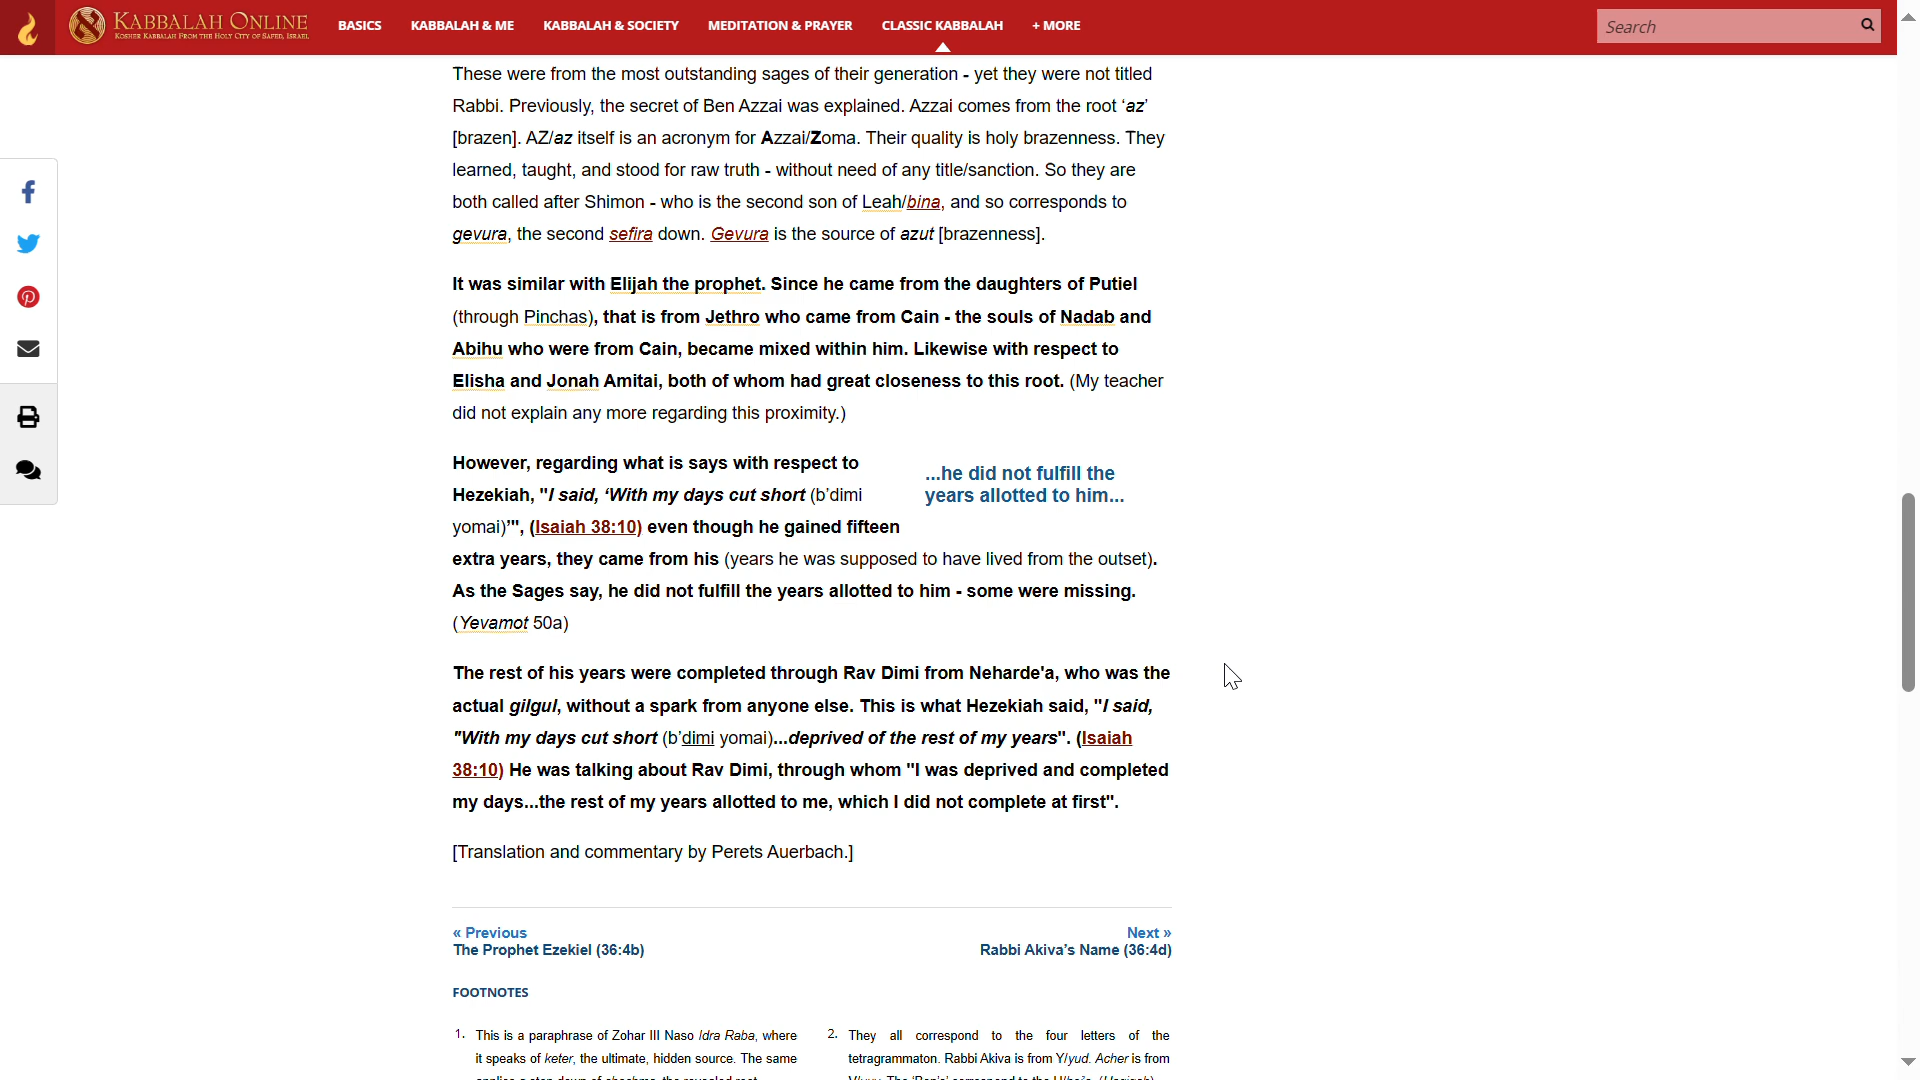 KABBALAH ONLINE
KOSHER KABBALAH FROM THE HOLY CITY OF SAFED, ISRAEL
BASICS
KABBALAH & ME
KABBALAH & SOCIETY
MEDITATION & PRAYER
CLASSIC KABBALAH
+ MORE
Search
These were from the most outstanding sages of their generation - yet they were not titled
Rabbi. Previously, the secret of Ben Azzai was explained. Azzai comes from the root ‘az’
[brazen]. AZ/az itself is an acronym for Azzai/Zoma. Their quality is holy brazenness. They
learned, taught, and stood for raw truth - without need of any title/sanction. So they are
both called after Shimon - who is the second son of Leah/bina, and so corresponds to
gevura, the second sefira down. Gevura is the source of azut [brazenness].
It was similar with Elijah the prophet. Since he came from the daughters of Putiel
(through Pinchas), that is from Jethro who came from Cain - the souls of Nadab and
Abihu who were from Cain, became mixed within him. Likewise with respect to
Elisha and Jonah Amitai, both of whom had great closeness to this root. (My teacher
did not explain any more regarding this proximity.)
However, regarding what is says with respect to
Hezekiah, "I said, ‘With my days cut short (b’dimi
yomai)’", (Isaiah 38:10) even though he gained fifteen
extra years, they came from his (years he was supposed to have lived from the outset).
As the Sages say, he did not fulfill the years allotted to him - some were missing.
(Yevamot 50a)
...he did not fulfill the
years allotted to him...
The rest of his years were completed through Rav Dimi from Neharde'a, who was the
actual gilgul, without a spark from anyone else. This is what Hezekiah said, "I said,
"With my days cut short (b’dimi yomai)...deprived of the rest of my years". (Isaiah
38:10) He was talking about Rav Dimi, through whom "I was deprived and completed
my days...the rest of my years allotted to me, which I did not complete at first".
[Translation and commentary by Perets Auerbach.]
« Previous
The Prophet Ezekiel (36:4b)
Next »
Rabbi Akiva’s Name (36:4d)
FOOTNOTES
1. This is a paraphrase of Zohar III Naso Idra Raba, where
it speaks of keter, the ultimate, hidden source. The same
2. They all correspond to the four letters of the
tetragrammaton. Rabbi Akiva is from Y/yud. Acher is from